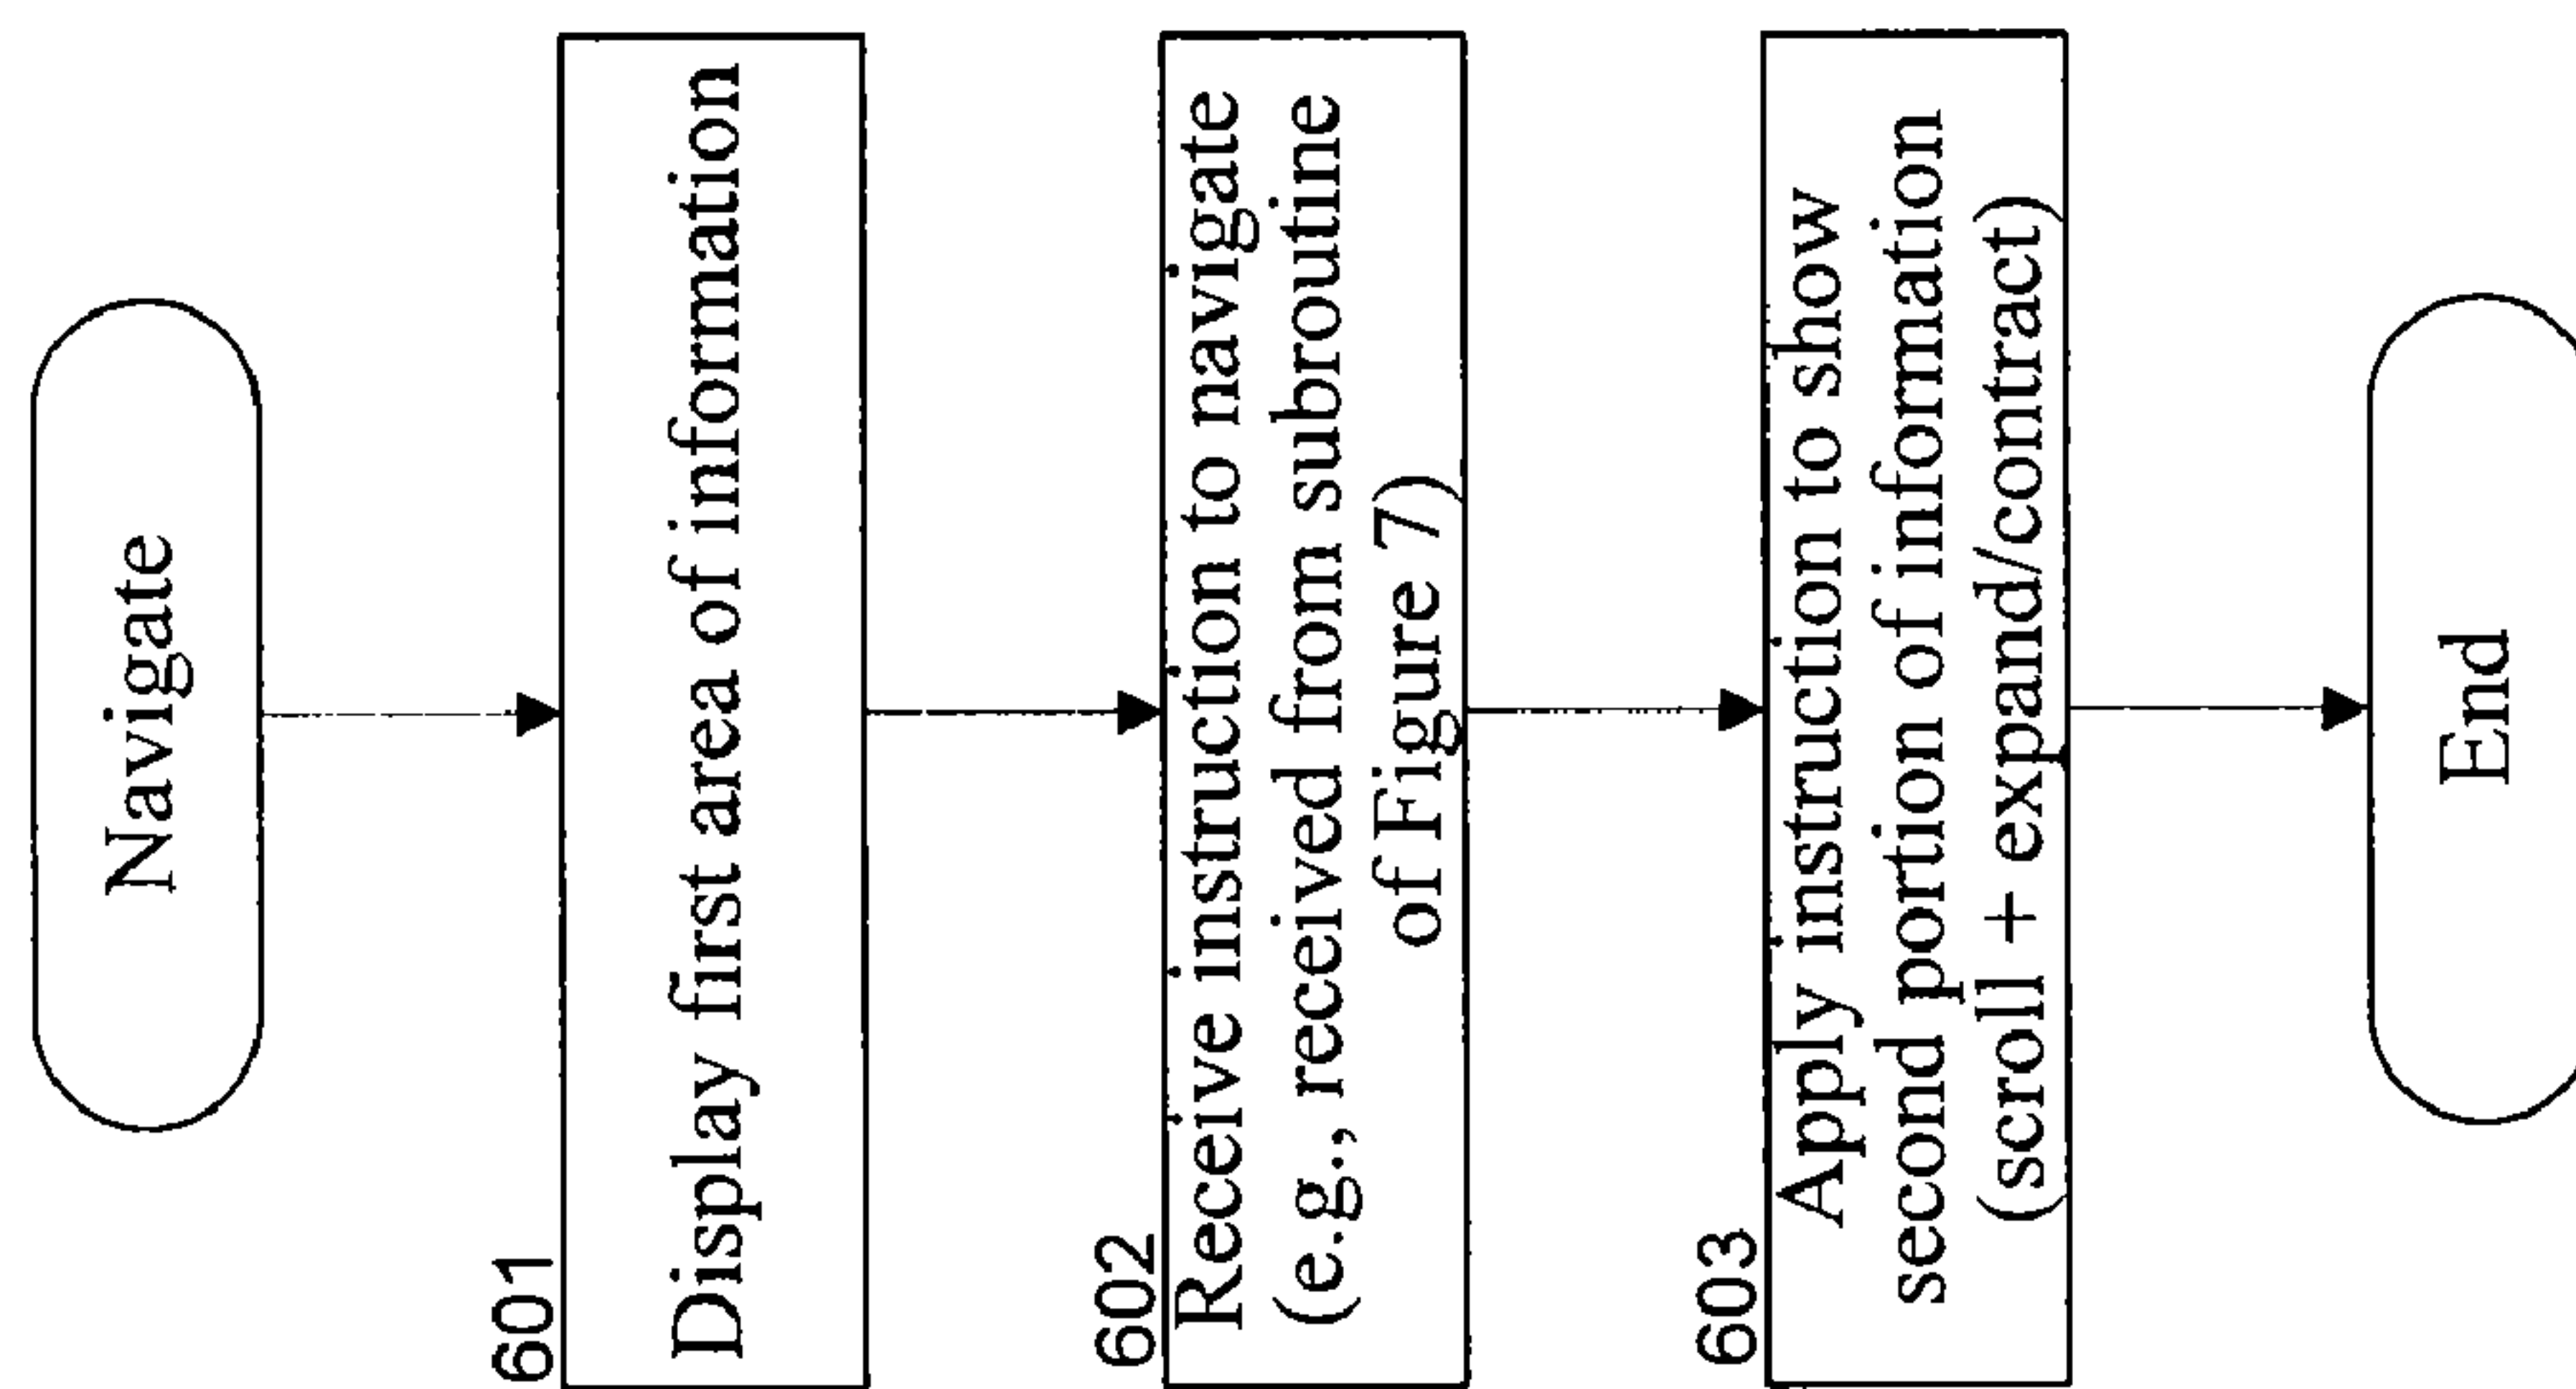 Navigate
601
Display first area of information
602
Receive instruction to navigate
(e.g., received from subroutine
of Figure 7)
603
Apply instruction to show
second portion of information
(scroll + expand/contract)
End